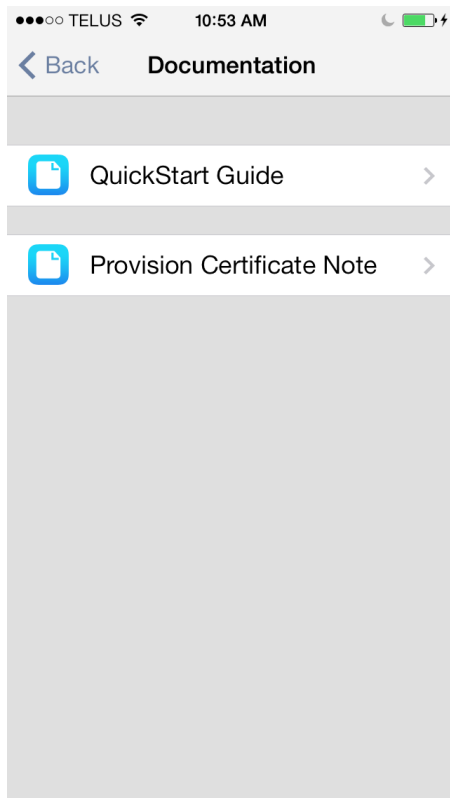 TELUS 10:53 AM
Back Documentation
QuickStart Guide
Provision Certificate Note